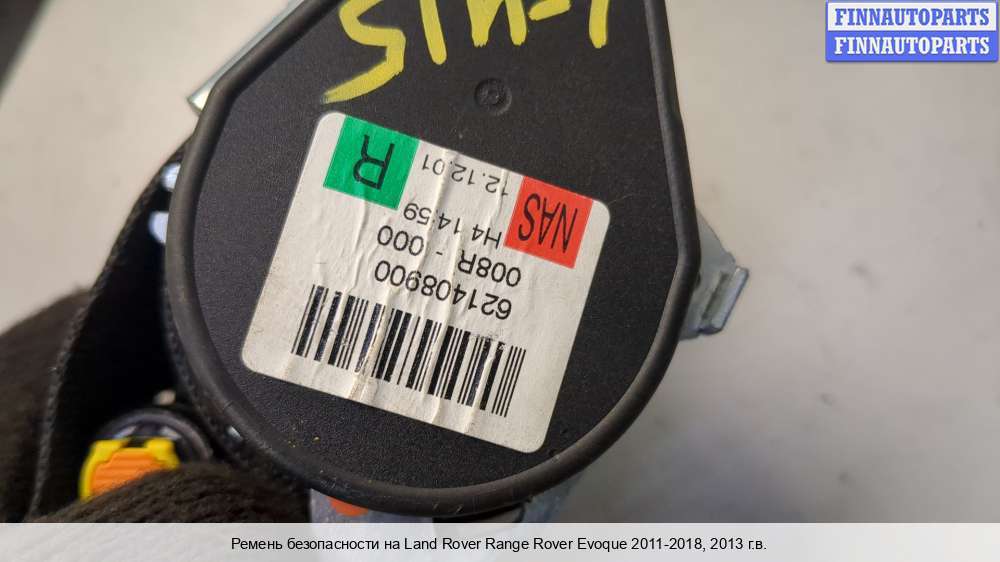 FINNAUTOPARTS
FINNAUTOPARTS
621408900
008R - 000
H4 14:59
12.12.01
NAS
R
Ремень безопасности на Land Rover Range Rover Evoque 2011-2018, 2013 г.в.